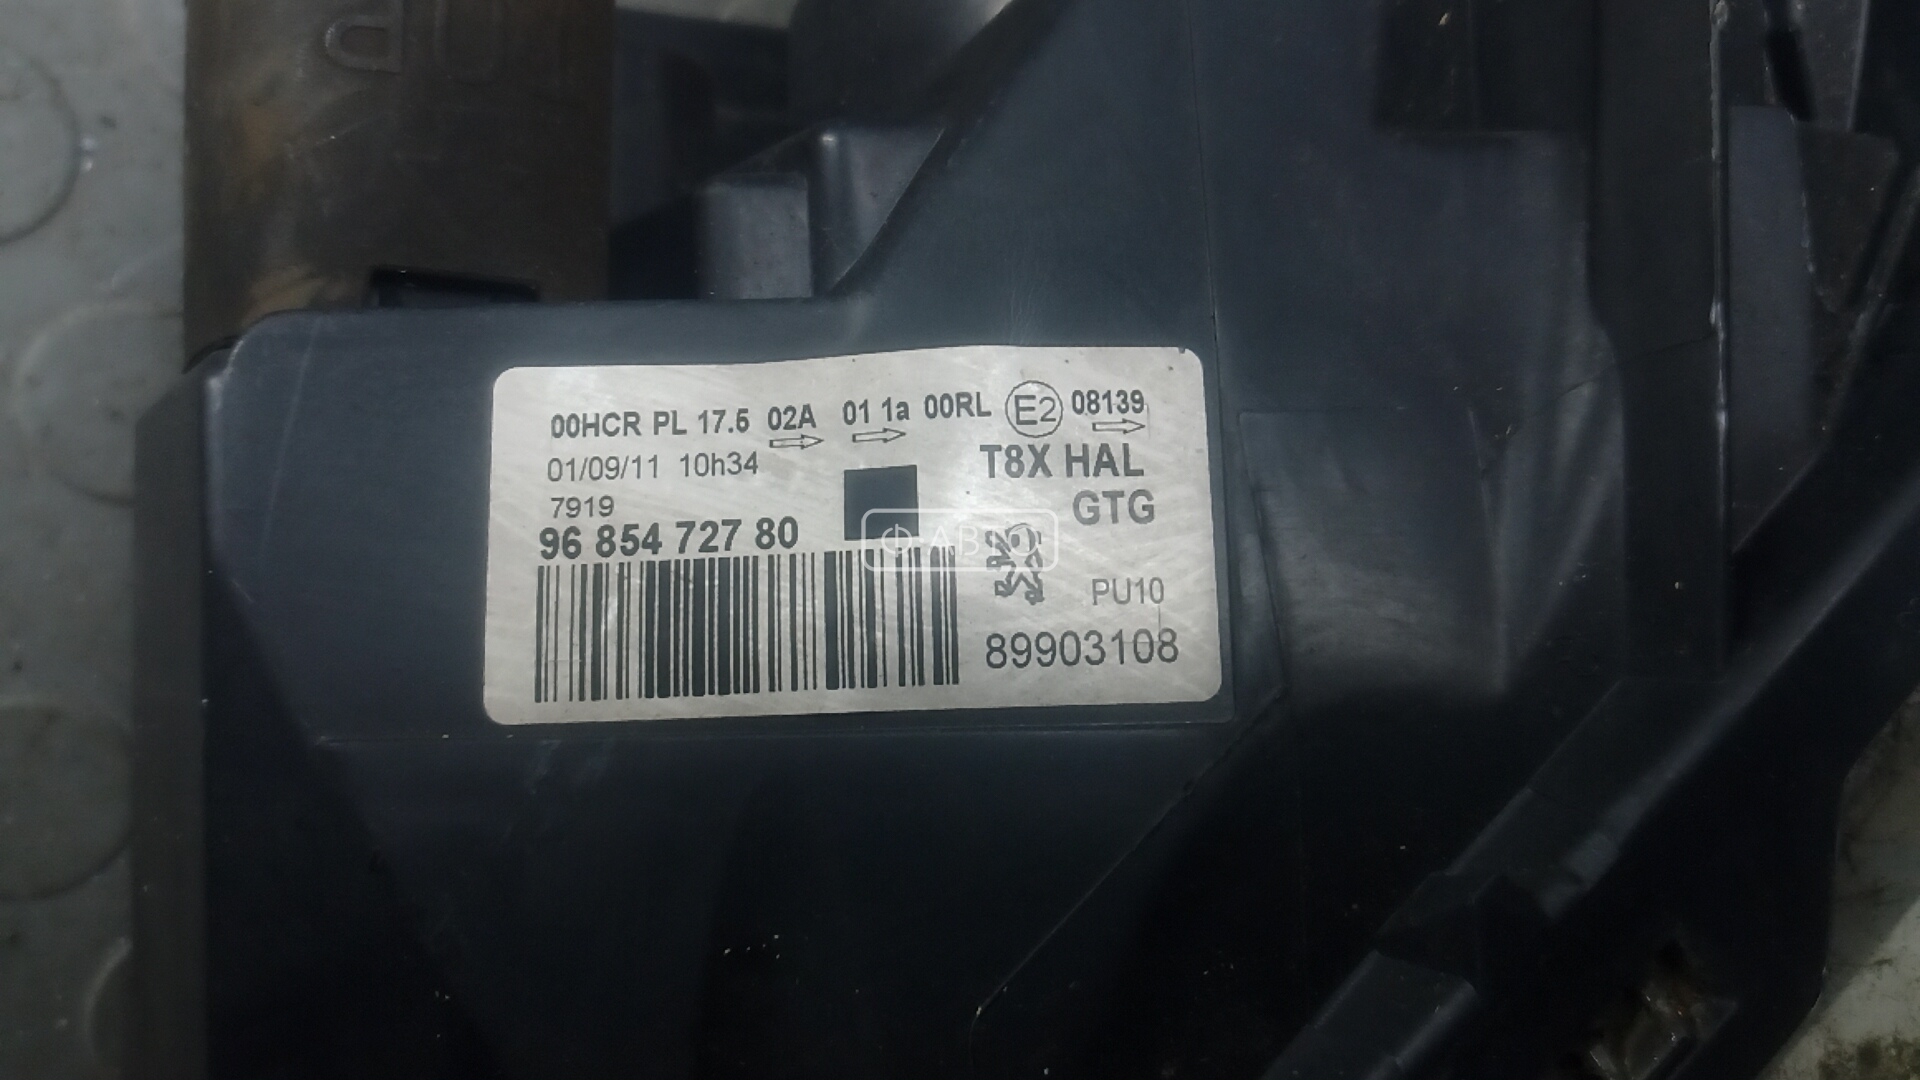 00HCR PL 17.5 02A 01 1a 00RL E2 08139
01/09/11 10h34
T8X HAL
7919
GTG
96 854 727 80
PU10
89903108